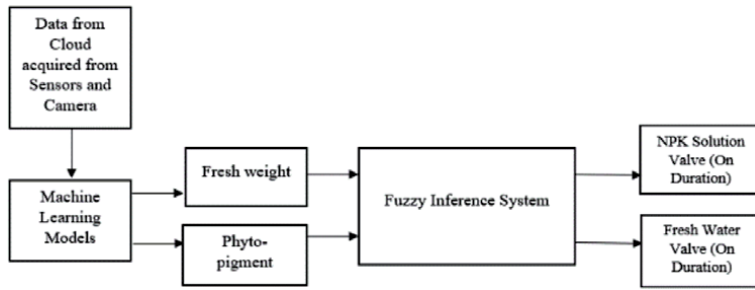 Data from
Cloud
acquired from
Sensors and
Camera
Machine
Learning
Models
Fresh weight
Phyto-
pigment
Fuzzy Inference System
NPK Solution
Valve (On
Duration)
Fresh Water
Valve (On
Duration)